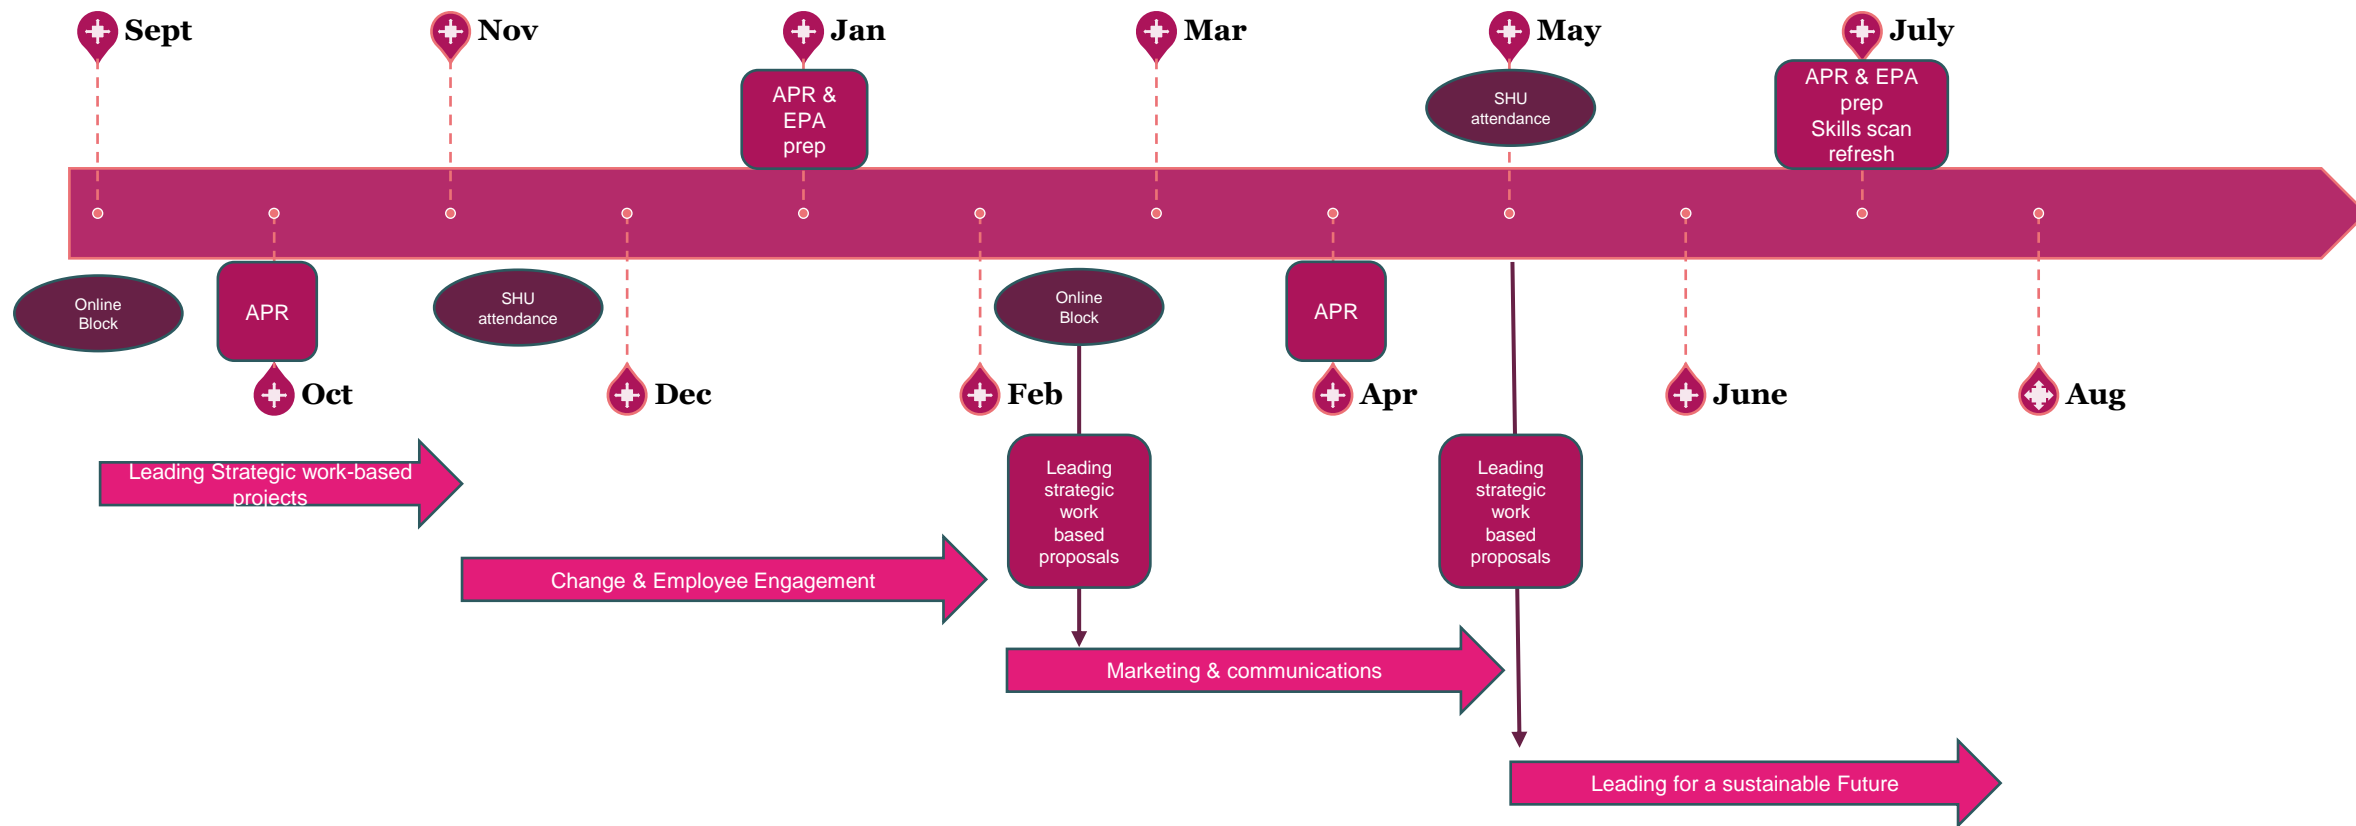 Sept
Nov
Jan
Mar
May
July
APR &
EPA
prep
SHU
attendance
APR & EPA
prep
Skills scan
refresh
Online
Block
APR
SHU
attendance
Online
Block
APR
Oct
Dec
Feb
Apr
June
Aug
Leading Strategic work-based
projects
Leading
strategic
work
based
proposals
Leading
strategic
work
based
proposals
Change & Employee Engagement
Marketing & communications
Leading for a sustainable Future